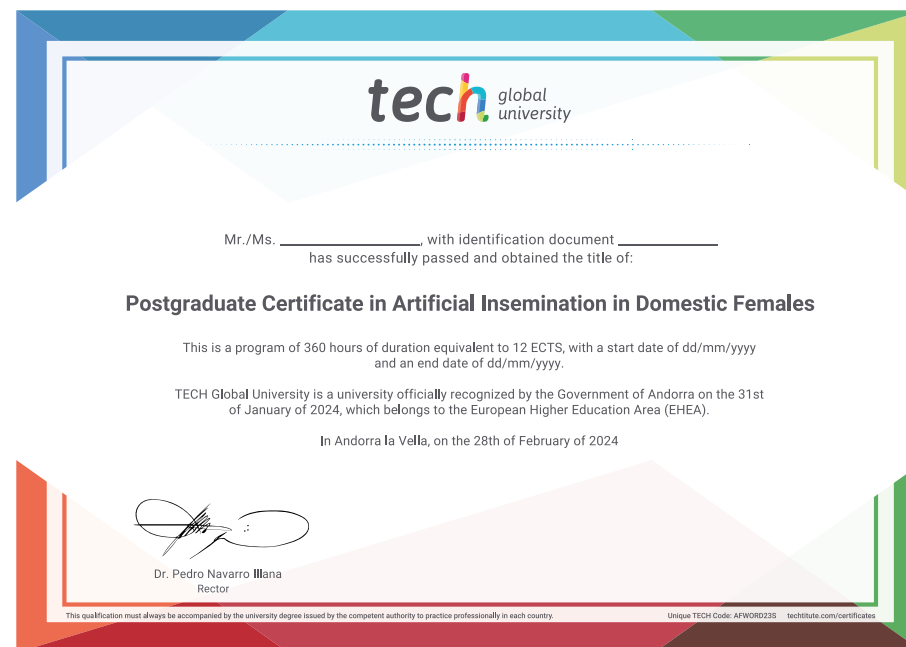 tech global
university
Mr./Ms. ____________, with identification document ____________
has successfully passed and obtained the title of:
Postgraduate Certificate in Artificial Insemination in Domestic Females
This is a program of 360 hours of duration equivalent to 12 ECTS, with a start date of dd/mm/yyyy
and an end date of dd/mm/yyyy.
TECH Global University is a university officially recognized by the Government of Andorra on the 31st
of January of 2024, which belongs to the European Higher Education Area (EHEA).
In Andorra la Vella, on the 28th of February of 2024
Dr. Pedro Navarro Illana
Rector
This qualification must always be accompanied by the university degree issued by the competent authority to practice professionally in each country.
Unique TECH Code: AFWORD23S techtitute.com/certificates